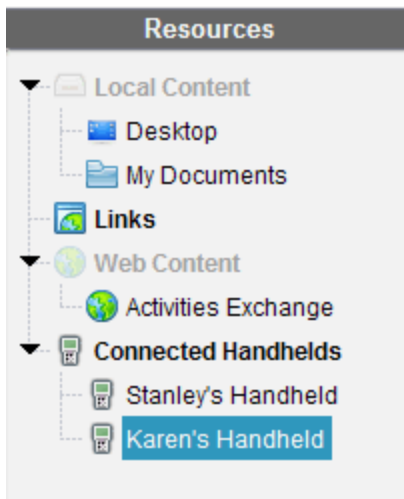 Resources
Local Content
Desktop
My Documents
Links
Web Content
Activities Exchange
Connected Handhelds
Stanley's Handheld
Karen's Handheld